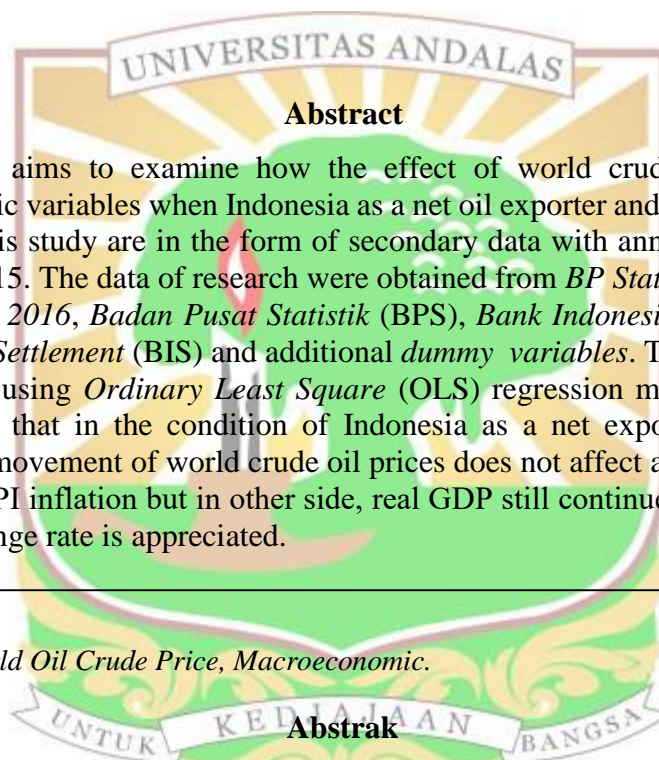 UNIVERSITAS ANDALAS
Abstract
aims to examine how the effect of world crud
ic variables when Indonesia as a net oil exporter and
is study are in the form of secondary data with ann
15. The data of research were obtained from BP Stat
2016, Badan Pusat Statistik (BPS), Bank Indonesi
Settlement (BIS) and additional dummy variables. T
using Ordinary Least Square (OLS) regression m
that in the condition of Indonesia as a net expo
movement of world crude oil prices does not affect a
PI inflation but in other side, real GDP still continue
nge rate is appreciated.
ld Oil Crude Price, Macroeconomic.
Abstrak
UNTUK KEDJAJAAN BANGSA